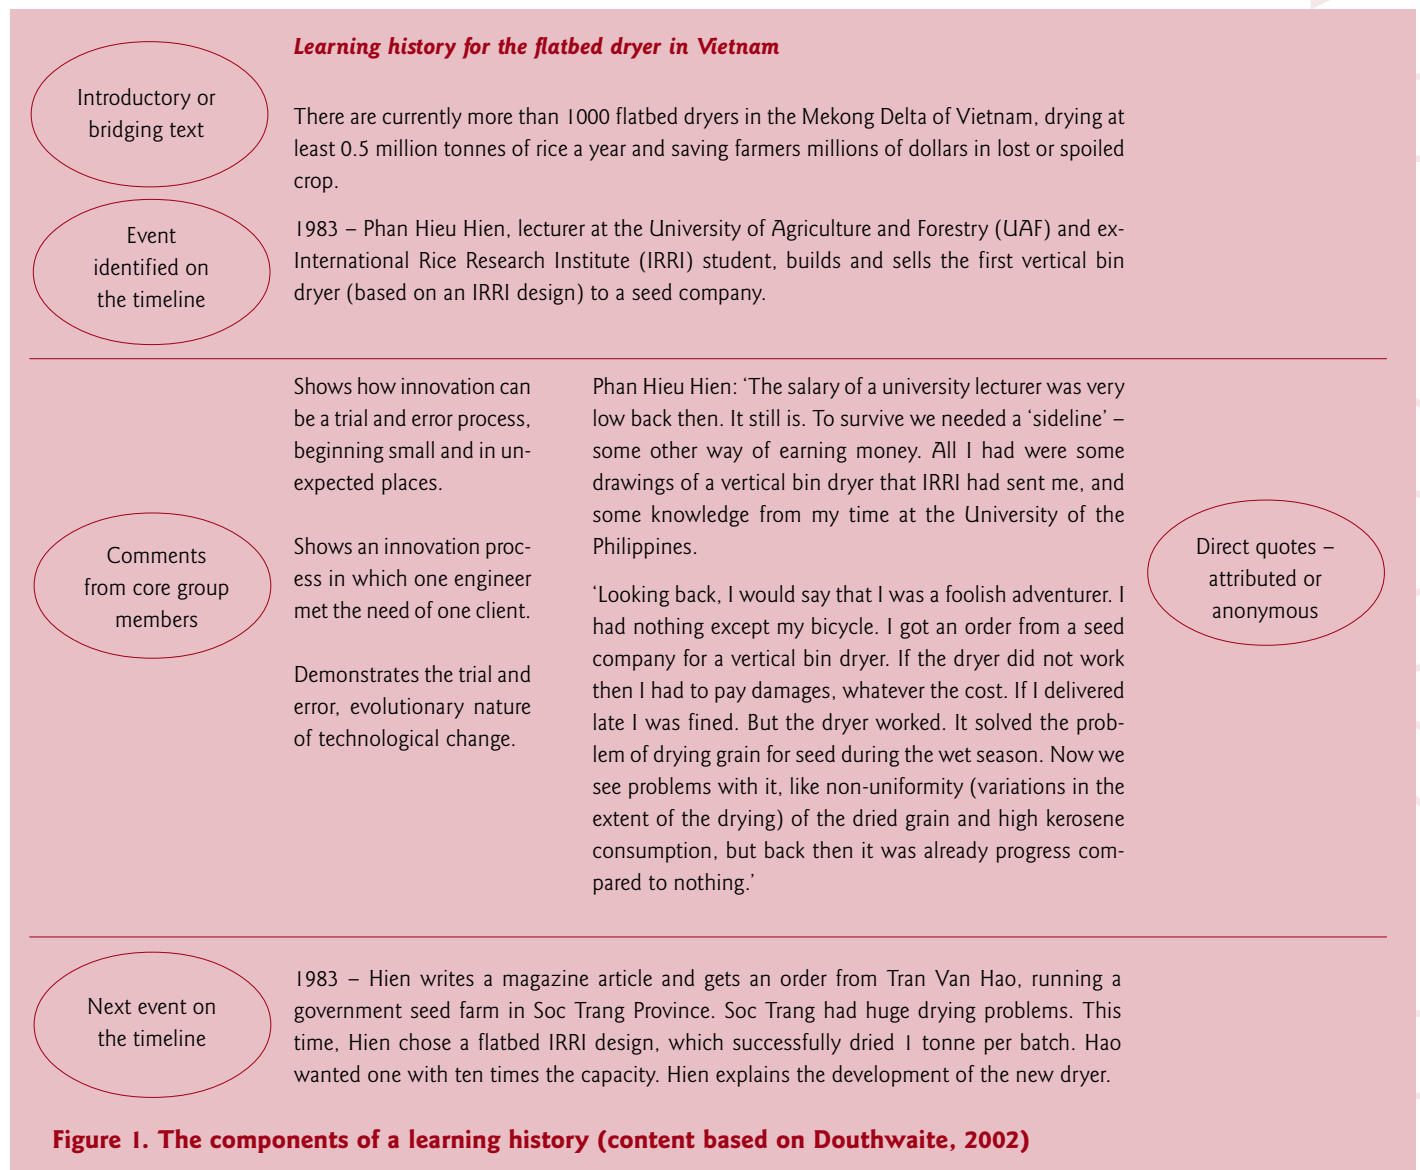 Learning history for the flatbed dryer in Vietnam
Introductory or
bridging text
There are currently more than 1000 flatbed dryers in the Mekong Delta of Vietnam, drying at
least 0.5 million tonnes of rice a year and saving farmers millions of dollars in lost or spoiled
crop.
Event
identified on
the timeline
1983 – Phan Hieu Hien, lecturer at the University of Agriculture and Forestry (UAF) and ex-
International Rice Research Institute (IRRI) student, builds and sells the first vertical bin
dryer (based on an IRRI design) to a seed company.
Comments
from core group
members
Shows how innovation can
be a trial and error process,
beginning small and in un-
expected places.
Shows an innovation proc-
ess in which one engineer
met the need of one client.
Demonstrates the trial and
error, evolutionary nature
of technological change.
Phan Hieu Hien: ‘The salary of a university lecturer was very
low back then. It still is. To survive we needed a ‘sideline’ –
some other way of earning money. All I had were some
drawings of a vertical bin dryer that IRRI had sent me, and
some knowledge from my time at the University of the
Philippines.
‘Looking back, I would say that I was a foolish adventurer. I
had nothing except my bicycle. I got an order from a seed
company for a vertical bin dryer. If the dryer did not work
then I had to pay damages, whatever the cost. If I delivered
late I was fined. But the dryer worked. It solved the prob-
lem of drying grain for seed during the wet season. Now we
see problems with it, like non-uniformity (variations in the
extent of the drying) of the dried grain and high kerosene
consumption, but back then it was already progress com-
pared to nothing.’
Direct quotes –
attributed or
anonymous
Next event on
the timeline
1983 – Hien writes a magazine article and gets an order from Tran Van Hao, running a
government seed farm in Soc Trang Province. Soc Trang had huge drying problems. This
time, Hien chose a flatbed IRRI design, which successfully dried 1 tonne per batch. Hao
wanted one with ten times the capacity. Hien explains the development of the new dryer.
Figure 1. The components of a learning history (content based on Douthwaite, 2002)